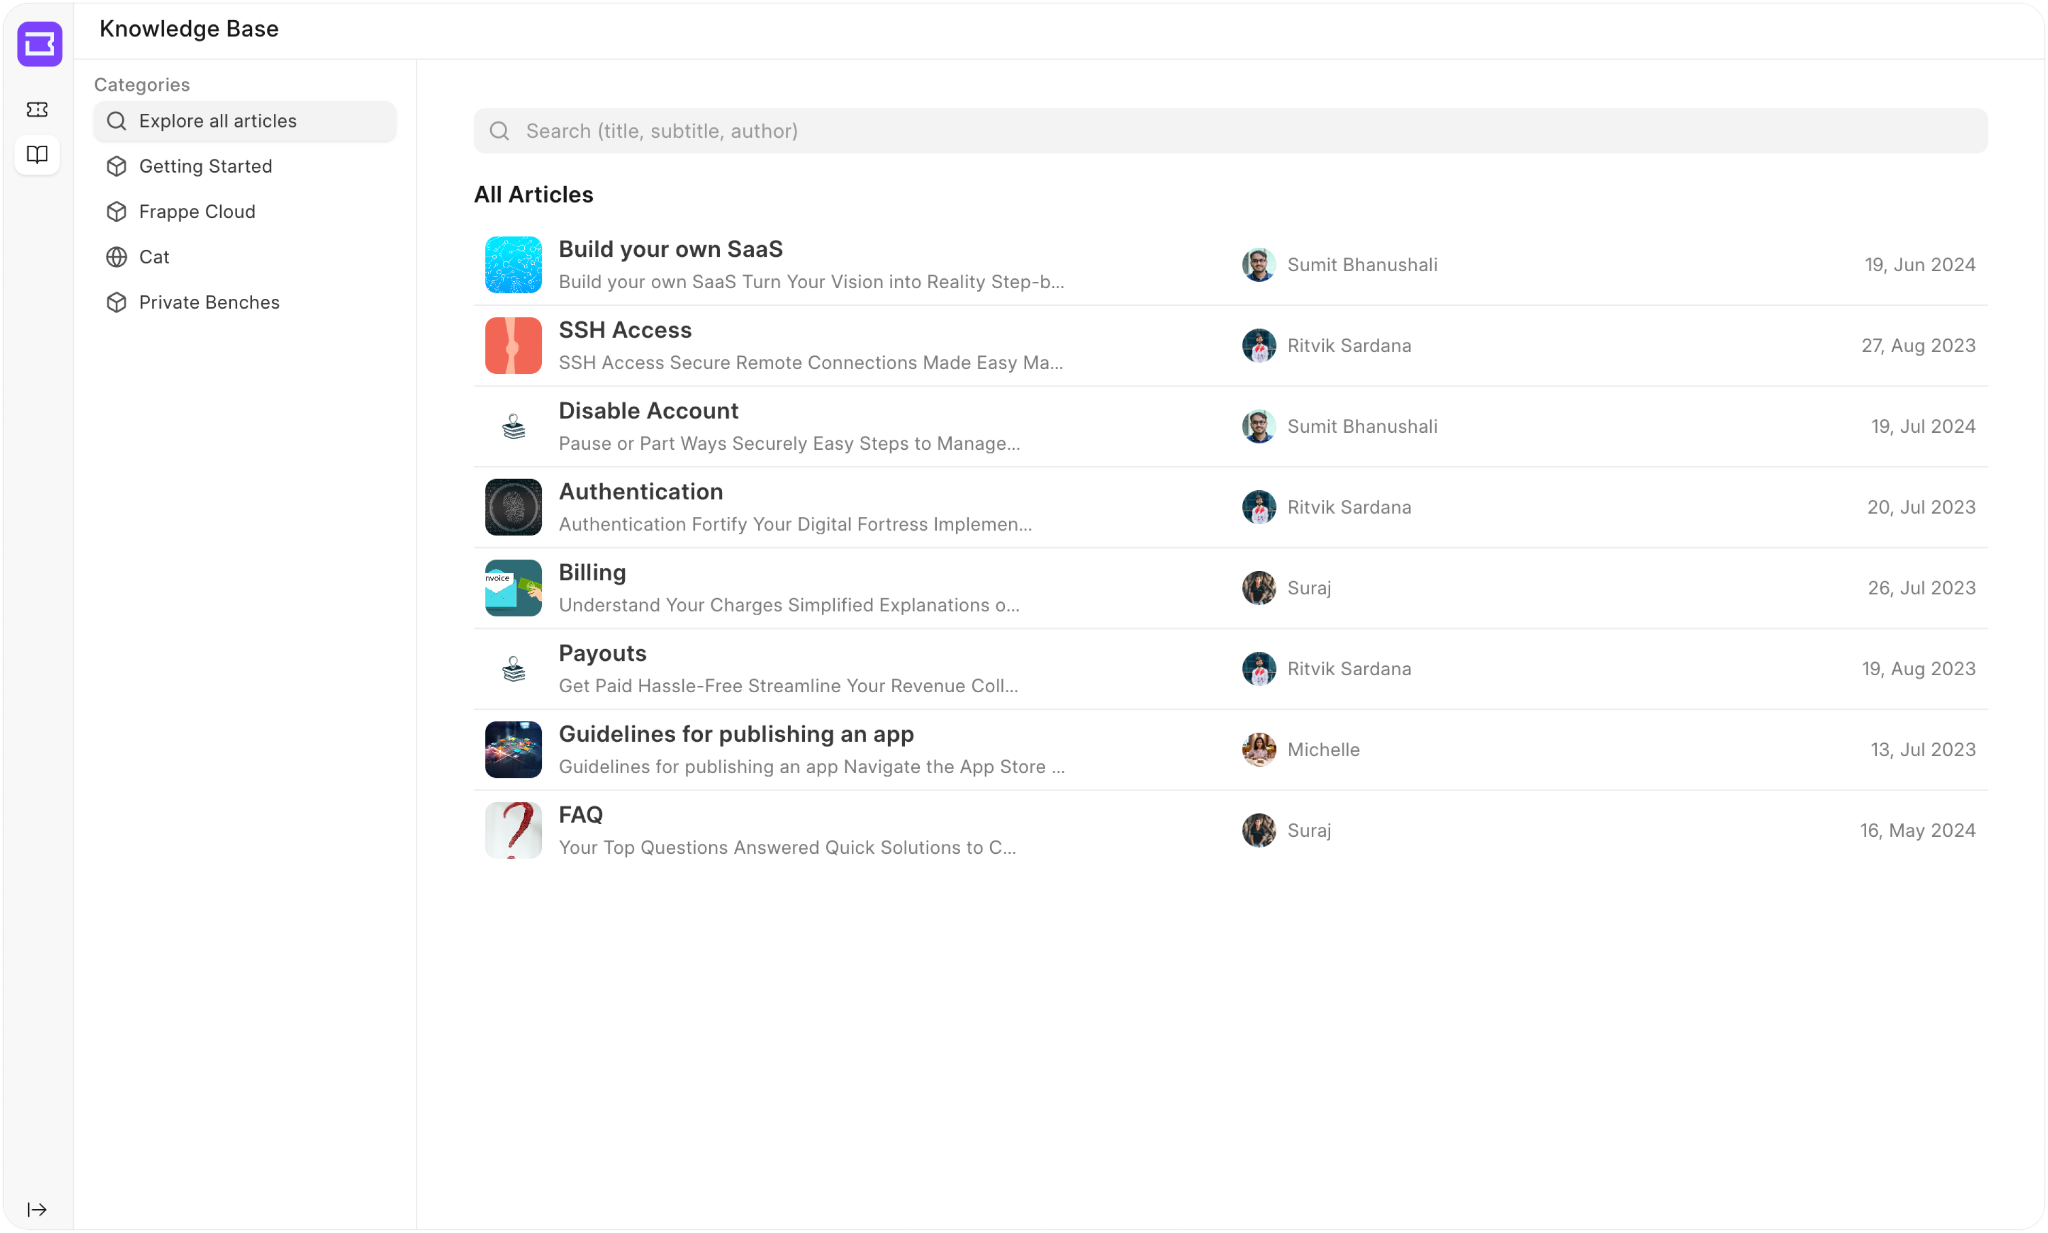 Knowledge Base
Categories
Explore all articles
Getting Started
Frappe Cloud
Cat
Private Benches
Search (title, subtitle, author)
All Articles
Build your own SaaS
Build your own SaaS Turn Your Vision into Reality Step-b...
Sumit Bhanushali
19, Jun 2024
SSH Access
SSH Access Secure Remote Connections Made Easy Ma...
Ritvik Sardana
27, Aug 2023
Disable Account
Pause or Part Ways Securely Easy Steps to Manage...
Sumit Bhanushali
19, Jul 2024
Authentication
Authentication Fortify Your Digital Fortress Implemen...
Ritvik Sardana
20, Jul 2023
nvoice
Billing
Understand Your Charges Simplified Explanations o...
Suraj
26, Jul 2023
Payouts
Get Paid Hassle-Free Streamline Your Revenue Coll...
Ritvik Sardana
19, Aug 2023
Guidelines for publishing an app
Guidelines for publishing an app Navigate the App Store ...
Michelle
13, Jul 2023
FAQ
Your Top Questions Answered Quick Solutions to C...
Suraj
16, May 2024